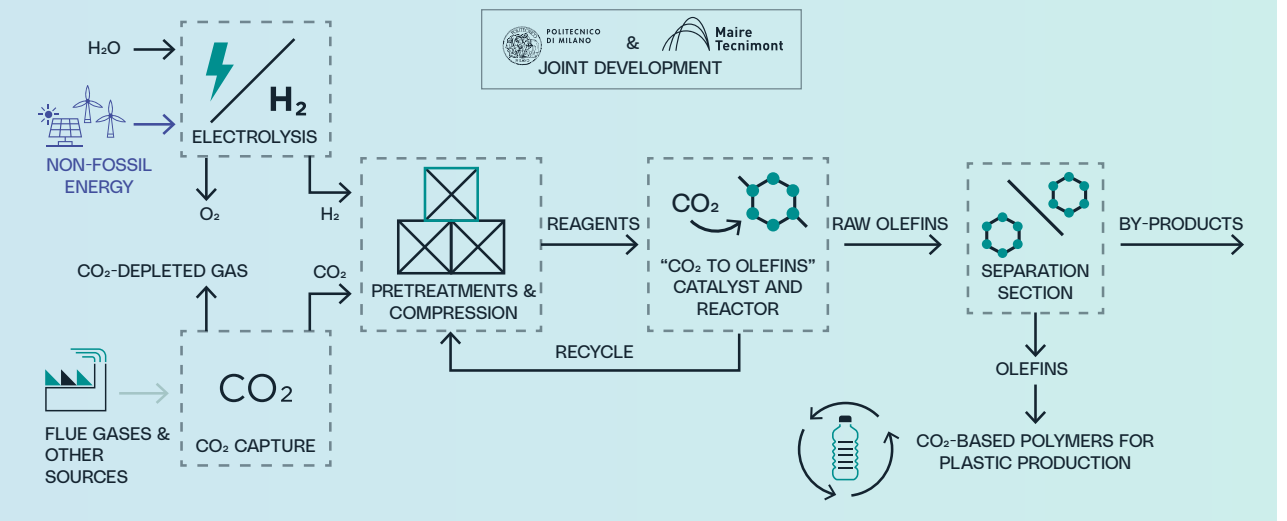 H₂O
H₂
ELECTROLYSIS
NON-FOSSIL
ENERGY
O₂
H₂
POLITECNICO
DI MILANO
&
Maire
Tecnimont
JOINT DEVELOPMENT
CO₂-DEPLETED GAS
CO₂
PRETREATMENTS &
COMPRESSION
REAGENTS
CO₂
“CO₂ TO OLEFINS”
CATALYST AND
REACTOR
RAW OLEFINS
SEPARATION
SECTION
BY-PRODUCTS
RECYCLE
OLEFINS
CO₂
CO₂ CAPTURE
FLUE GASES &
OTHER
SOURCES
CO₂-BASED POLYMERS FOR
PLASTIC PRODUCTION